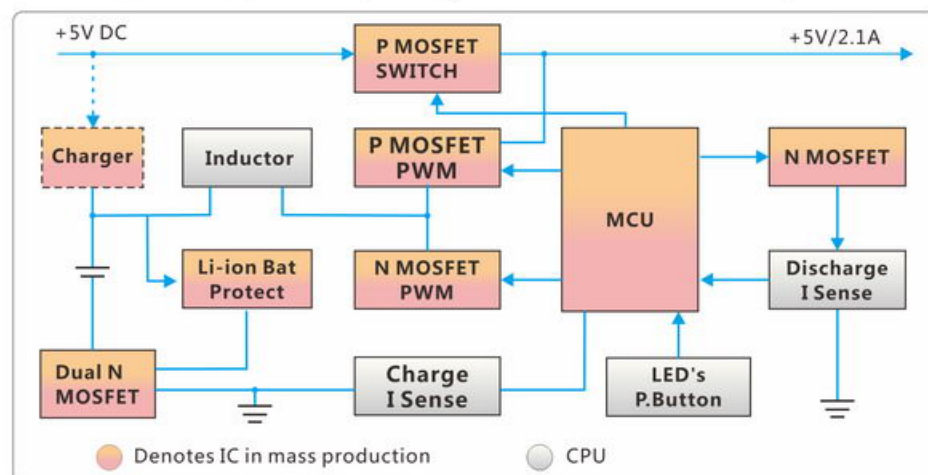 +5V DC
P MOSFET
SWITCH
+5V/2.1A
Charger
Inductor
P MOSFET
PWM
MCU
N MOSFET
Li-ion Bat
Protect
N MOSFET
PWM
Discharge
I Sense
Dual N
MOSFET
Charge
I Sense
LED's
P.Button
Denotes IC in mass production
CPU